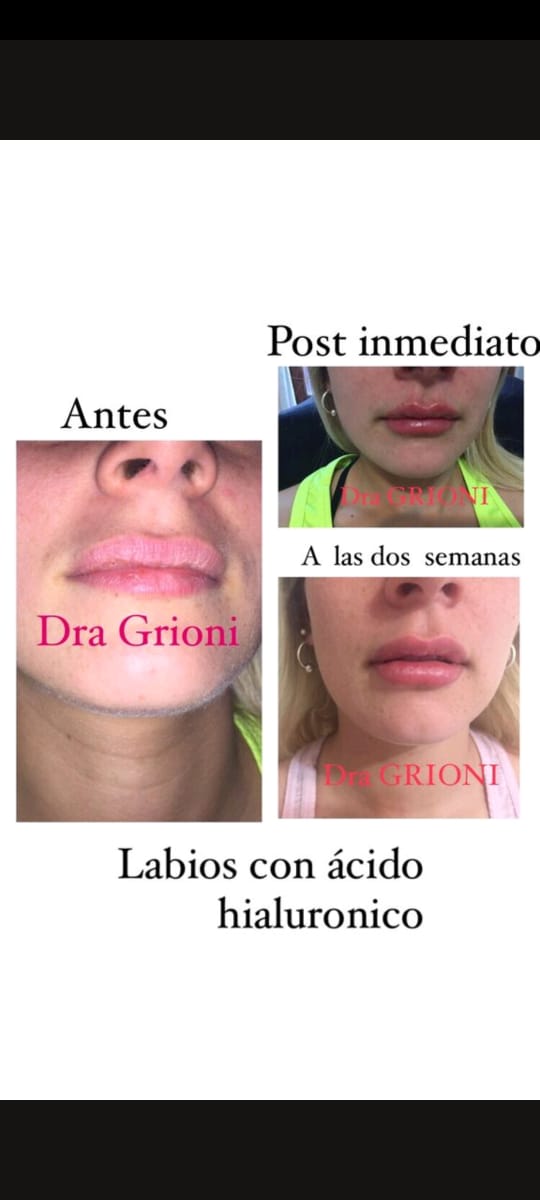 Post inmediato
Antes
Dra GRIONI
A las dos semanas
Dra Grioni
Dra GRIONI
Labios con ácido
hialuronico